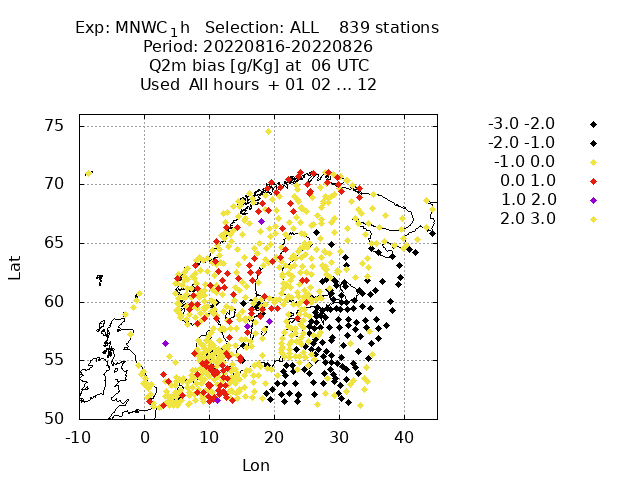 Exp: MNWC_1h Selection: ALL 839 stations
Period: 20220816-20220826
Q2m bias [g/Kg] at 06 UTC
Used All hours + 01 02 ... 12
75
70
65
60
55
50
-10 0 10 20 30 40
Lat
Lon
-3.0 -2.0
-2.0 -1.0
-1.0 0.0
0.0 1.0
1.0 2.0
2.0 3.0